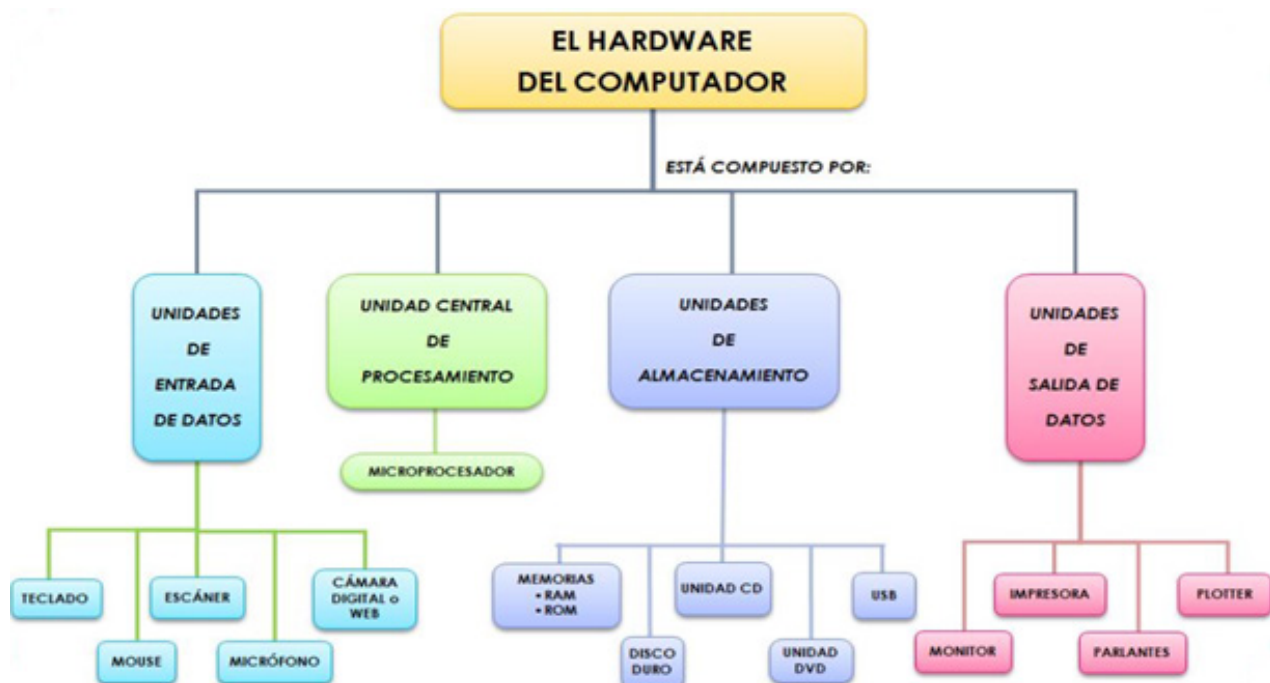 EL HARDWARE
DEL COMPUTADOR
ESTÁ COMPUESTO POR:
UNIDADES
DE
ENTRADA
DE DATOS
UNIDAD CENTRAL
DE
PROCESAMIENTO
UNIDADES
DE
ALMACENAMIENTO
UNIDADES
DE
SALIDA DE
DATOS
MICROPROCESADOR
TECLADO
MOUSE
ESCÁNER
MICRÓFONO
CÁMARA
DIGITAL o
WEB
MEMORIAS
• RAM
• ROM
DISCO
DURO
UNIDAD CD
UNIDAD
DVD
USB
MONITOR
IMPRESORA
PARLANTES
PLOTTER